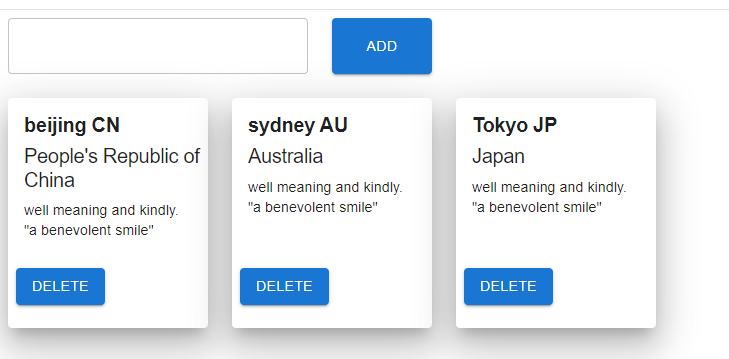 ADD
beijing CN
People's Republic of
China
well meaning and kindly.
"a benevolent smile"
DELETE
sydney AU
Australia
well meaning and kindly.
"a benevolent smile"
DELETE
Tokyo JP
Japan
well meaning and kindly.
"a benevolent smile"
DELETE